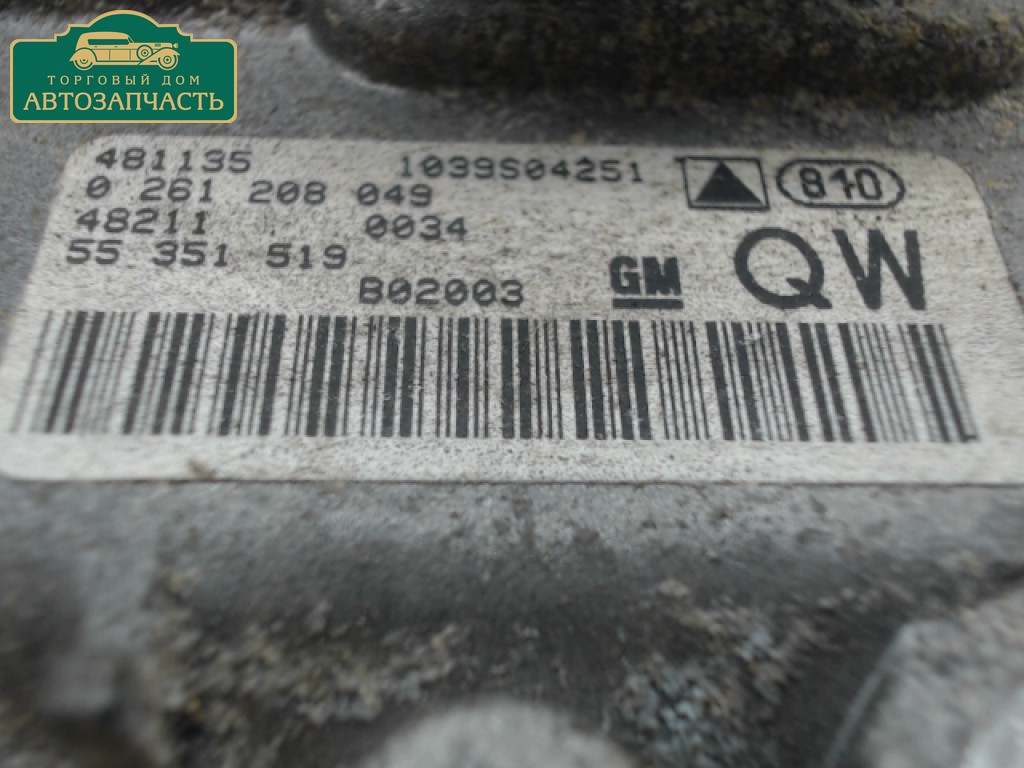 ТОРГОВЫЙ ДОМ
АВТОЗАПЧАСТЬ
481135 1039S04251 810
0 261 208 049
48211 0034
55 351 519 QW
B02003 GM